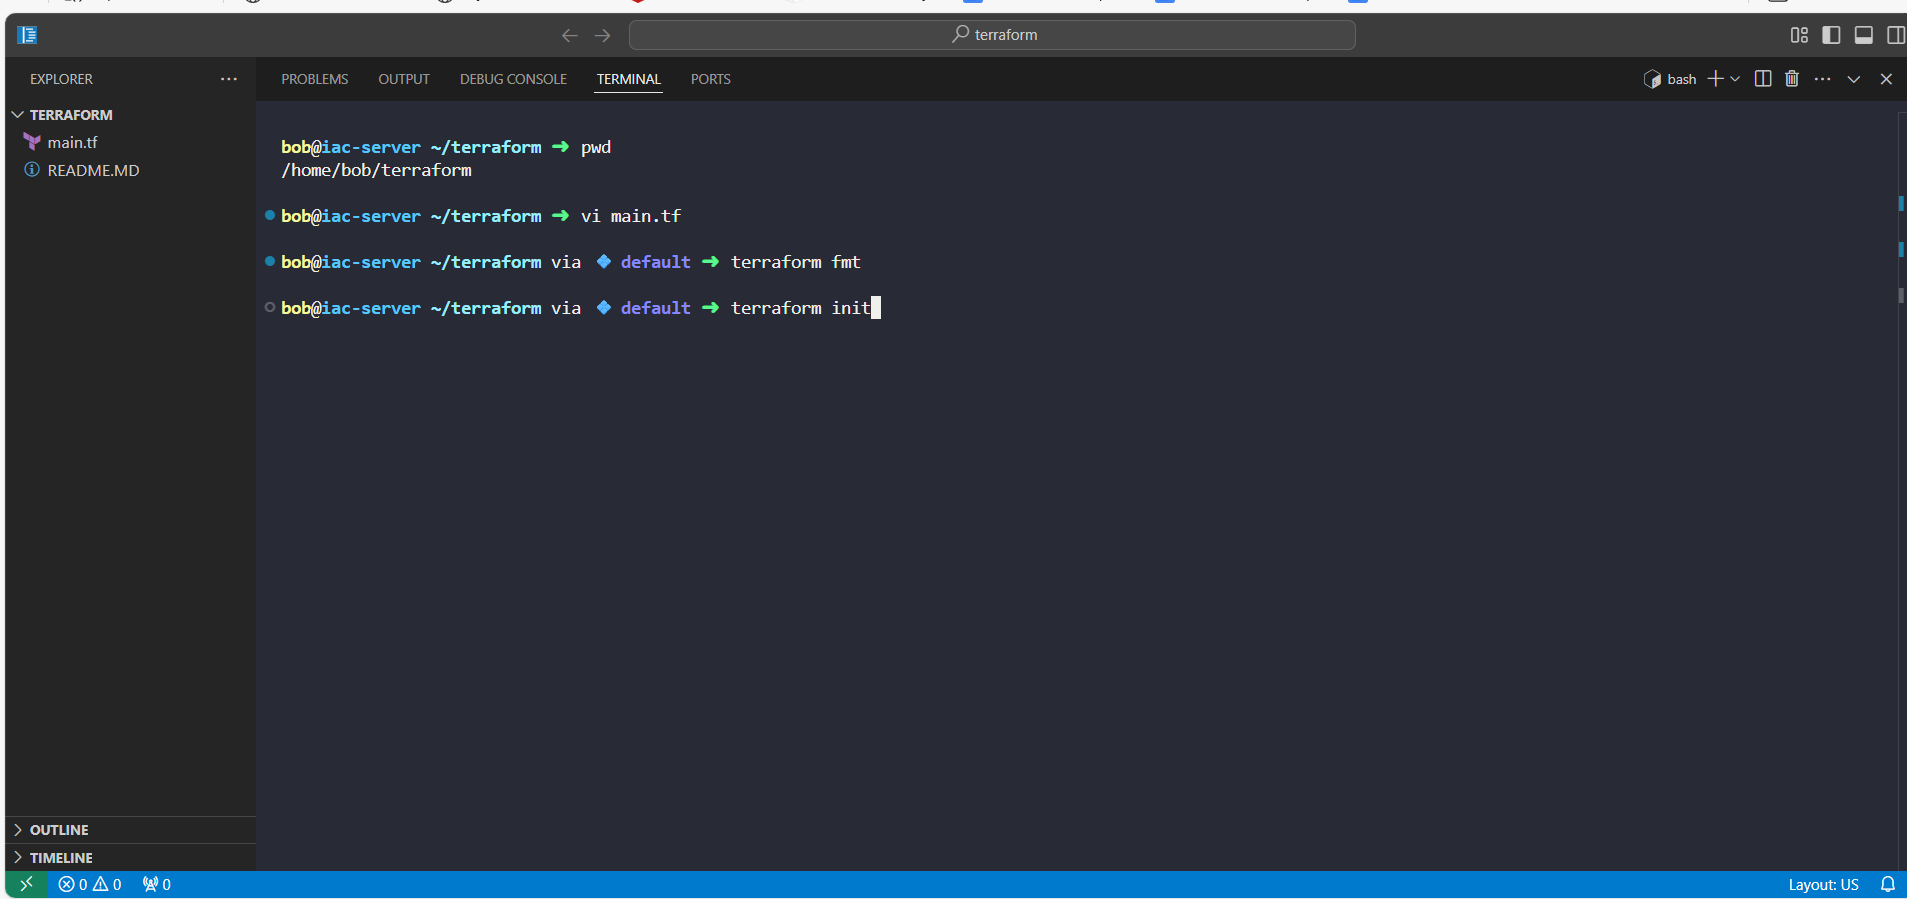 terraform
EXPLORER
PROBLEMS OUTPUT DEBUG CONSOLE TERMINAL PORTS
bash
TERRAFORM
main.tf
README.MD
bob@iac-server ~/terraform ➜ pwd
/home/bob/terraform
bob@iac-server ~/terraform ➜ vi main.tf
bob@iac-server ~/terraform via 💠 default ➜ terraform fmt
bob@iac-server ~/terraform via 💠 default ➜ terraform init
OUTLINE
TIMELINE
0 0 0
Layout: US